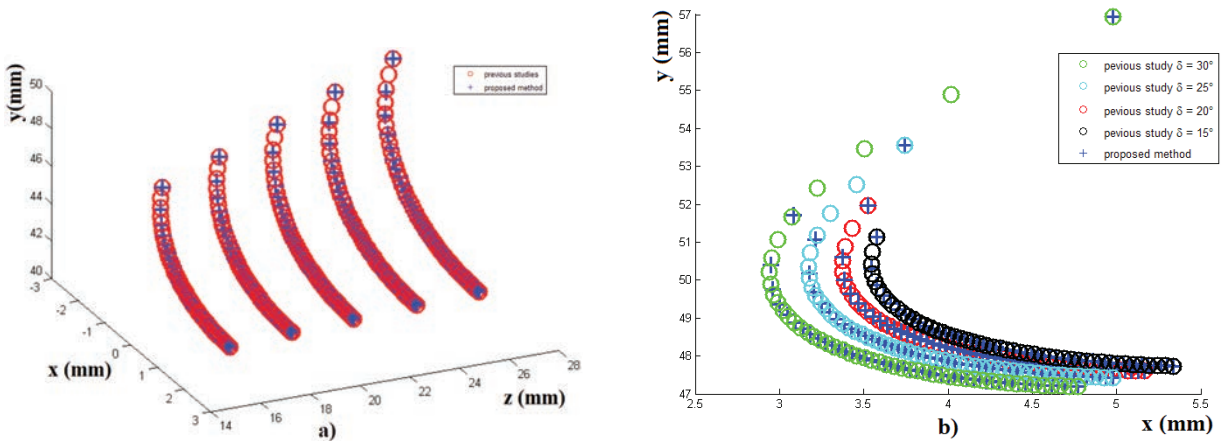 50
48
46
44
42
40
y(mm)
-3
-2
-1
0
1
2
3
x (mm)
14
16
18
20
22
24
26
28
z (mm)
previous studies
proposed method
a)
57
56
55
54
53
52
51
50
49
48
47
y (mm)
2.5
3
3.5
4
4.5
5
5.5
x (mm)
pevious study δ = 30°
pevious study δ = 25°
pevious study δ = 20°
pevious study δ = 15°
proposed method
b)